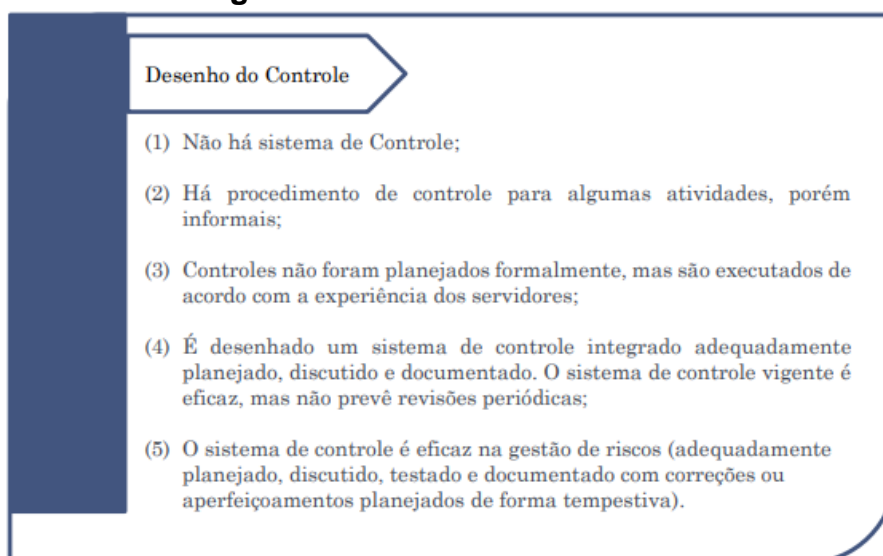 Desenho do Controle
(1) Não há sistema de Controle;
(2) Há procedimento de controle para algumas atividades, porém
informais;
(3) Controles não foram planejados formalmente, mas são executados de
acordo com a experiência dos servidores;
(4) É desenhado um sistema de controle integrado adequadamente
planejado, discutido e documentado. O sistema de controle vigente é
eficaz, mas não prevê revisões periódicas;
(5) O sistema de controle é eficaz na gestão de riscos (adequadamente
planejado, discutido, testado e documentado com correções ou
aperfeiçoamentos planejados de forma tempestiva).